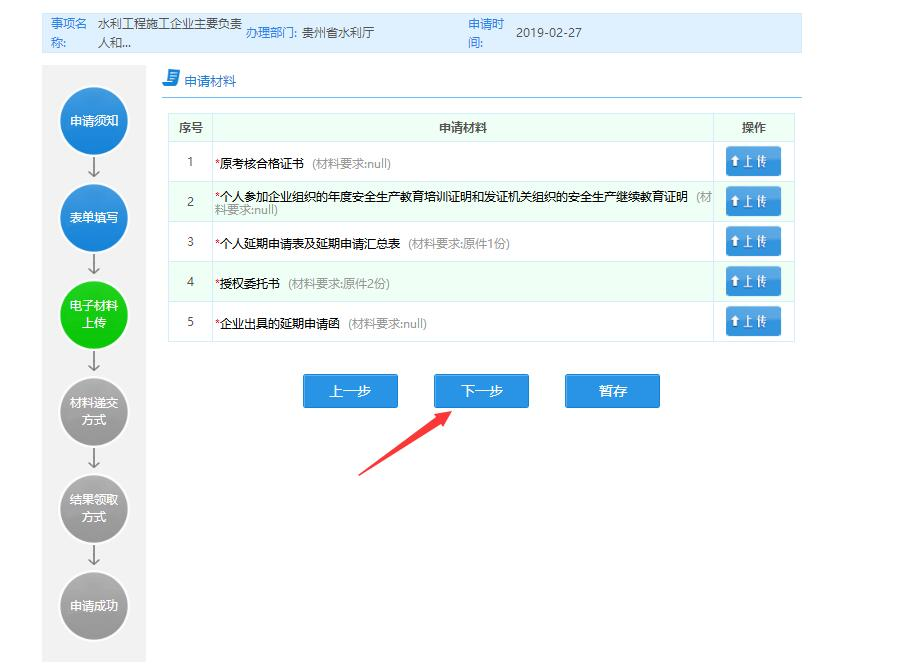 事项名称:
水利工程施工企业主要负责人和...
办理部门: 贵州省水利厅
申请时间:
2019-02-27
申请须知
表单填写
电子材料
上传
材料递交
方式
结果领取
方式
申请成功
申请材料
序号 申请材料 操作
1 *原考核合格证书 (材料要求:null) 上传
2 *个人参加企业组织的年度安全生产教育培训证明和发证机关组织的安全生产继续教育证明 (材
料要求:null) 上传
3 *个人延期申请表及延期申请汇总表 (材料要求:原件1份) 上传
4 *授权委托书 (材料要求:原件2份) 上传
5 *企业出具的延期申请函 (材料要求:null) 上传
上一步 下一步 暂存